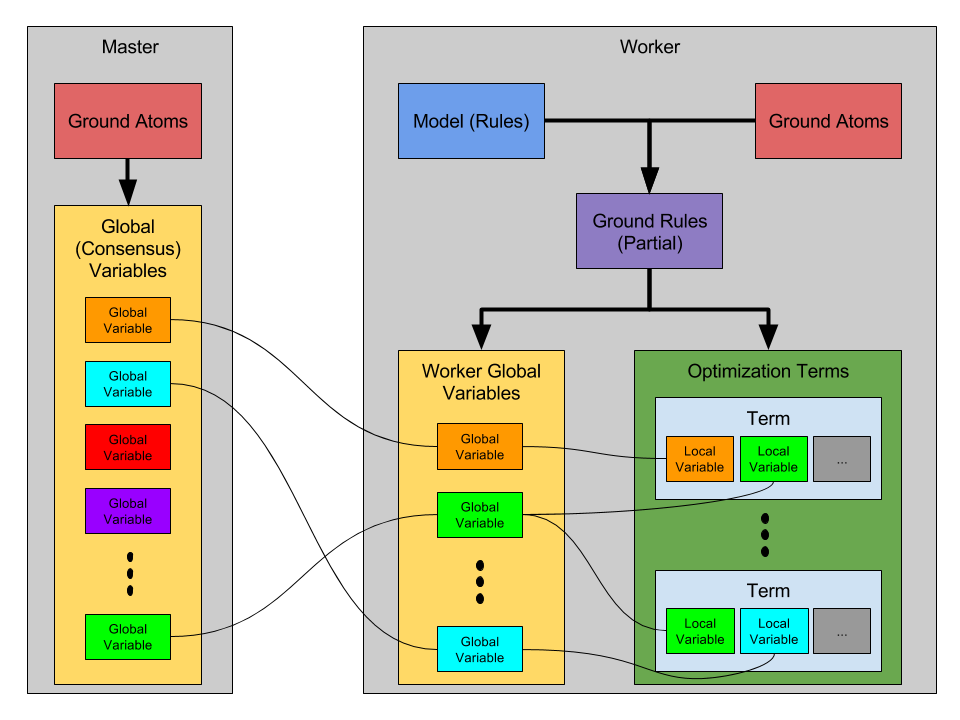 Master
Ground Atoms
Global
(Consensus)
Variables
Global
Variable
Global
Variable
Global
Variable
Global
Variable
Global
Variable
Worker
Model (Rules)
Ground Atoms
Ground Rules
(Partial)
Worker Global
Variables
Global
Variable
Global
Variable
Global
Variable
Optimization Terms
Term
Local
Variable
Local
Variable
...
Term
Local
Variable
Local
Variable
...